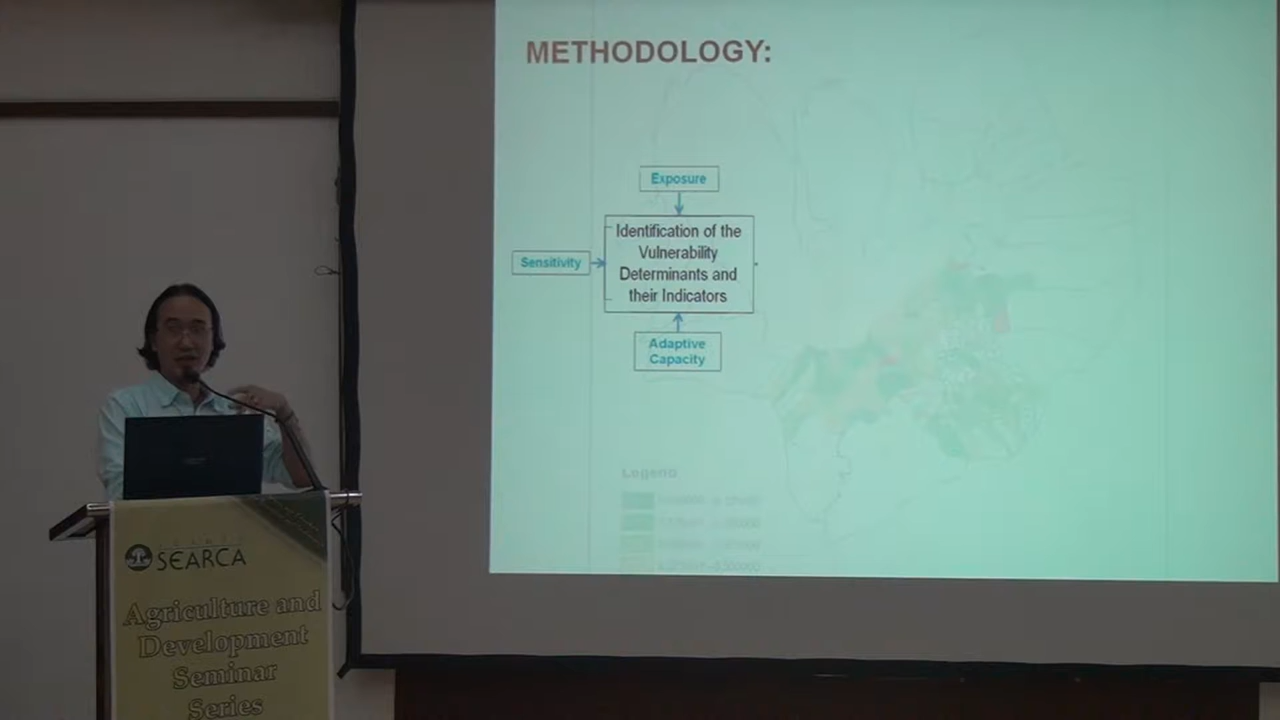 METHODOLOGY:
Exposure
Identification of the
Vulnerability
Determinants and
their Indicators
Sensitivity
Adaptive
Capacity
Legend
SEARCA
Agriculture and
Development
Seminar
Series